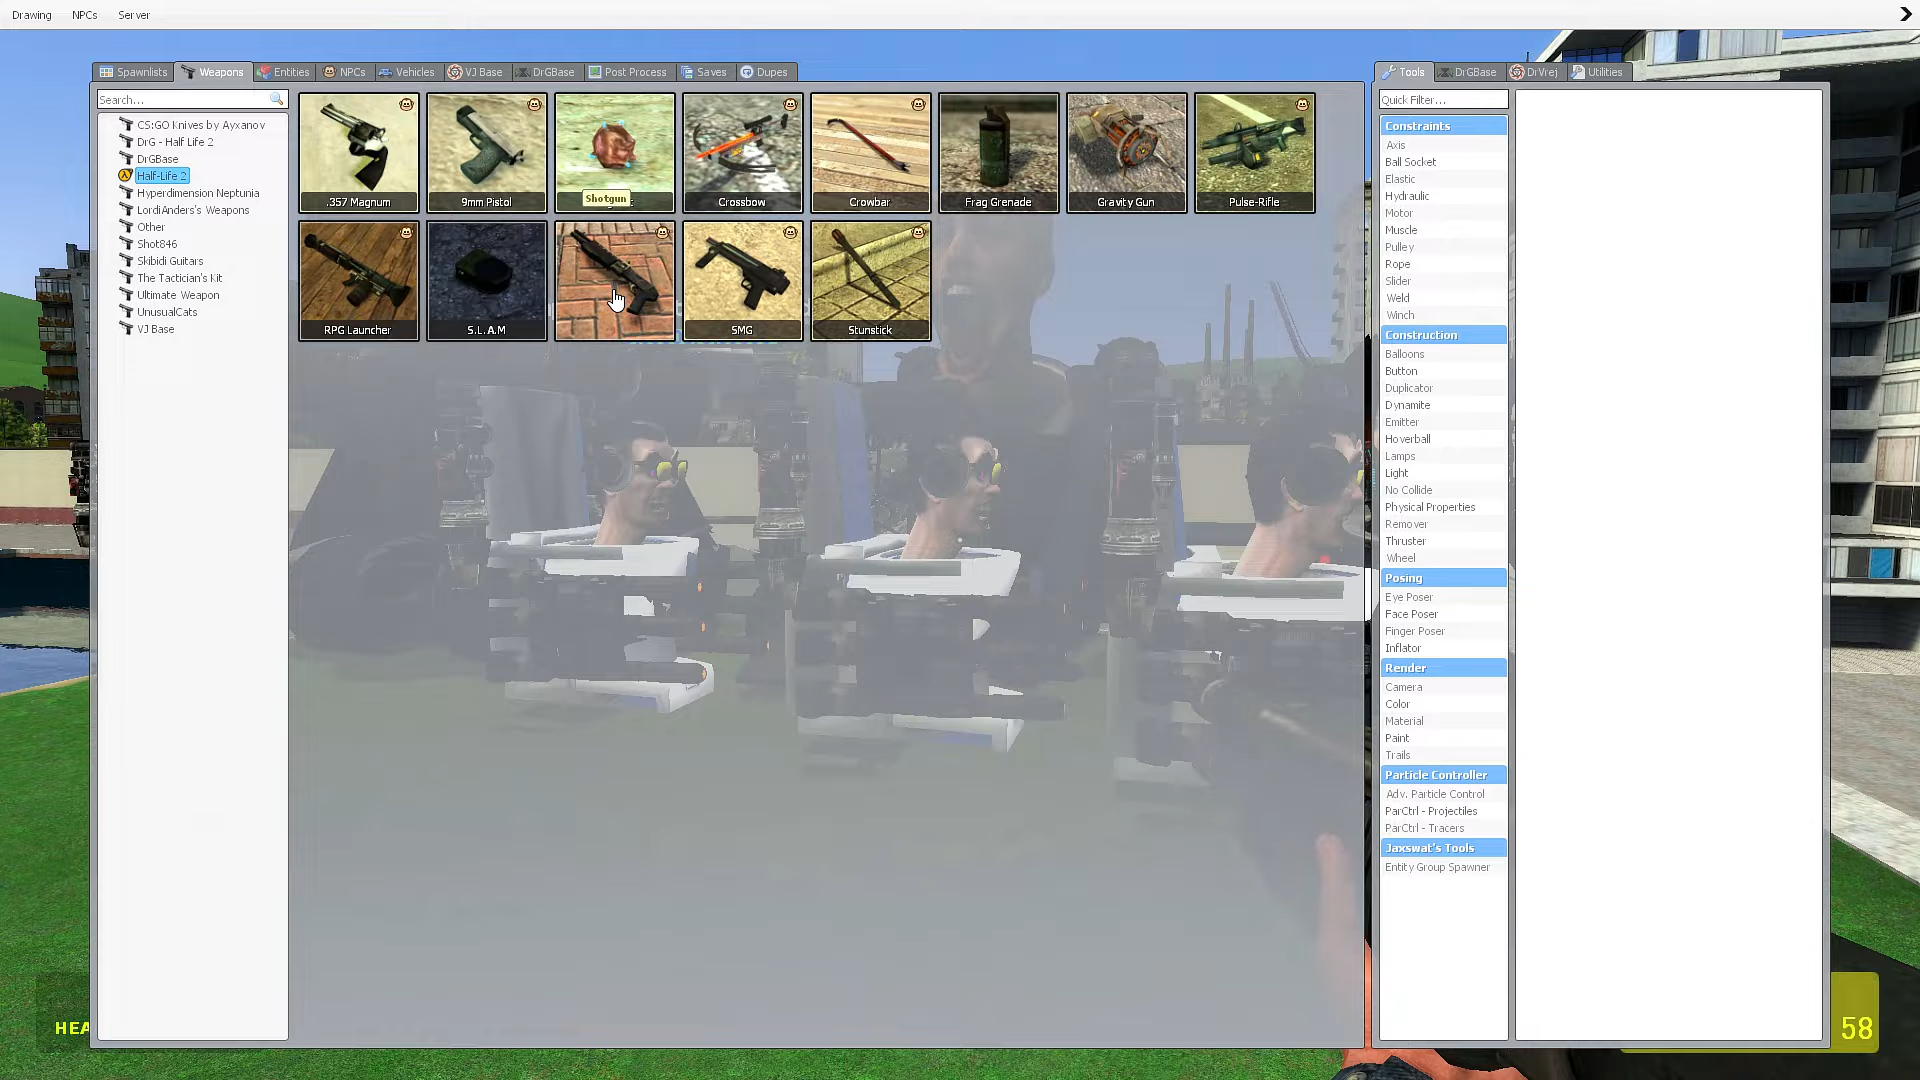 Drawing NPCs Server
Spawnlists Weapons Entities NPCs Vehicles VJ Base DrGBase Post Process Saves Dupes
Search...
CS:GO Knives by Ayxanov
DrG - Half Life 2
DrGBase
Half-Life 2
Hyperdimension Neptunia
LordiAnders's Weapons
Other
Shot846
Skibidi Guitars
The Tactician's Kit
Ultimate Weapon
UnusualCats
VJ Base
.357 Magnum
9mm Pistol
Shotgun
Crossbow
Crowbar
Frag Grenade
Gravity Gun
Pulse-Rifle
RPG Launcher
S.L.A.M
SMG
Stunstick
Tools DrGBase DrVrej Utilities
Quick Filter...
Constraints
Axis
Ball Socket
Elastic
Hydraulic
Motor
Muscle
Pulley
Rope
Slider
Weld
Winch
Construction
Balloons
Button
Duplicator
Dynamite
Emitter
Hoverball
Lamps
Light
No Collide
Physical Properties
Remover
Thruster
Wheel
Posing
Eye Poser
Face Poser
Finger Poser
Inflator
Render
Camera
Color
Material
Paint
Trails
Particle Controller
Adv. Particle Control
ParCtrl - Projectiles
ParCtrl - Tracers
Jaxswat's Tools
Entity Group Spawner
HEA
58